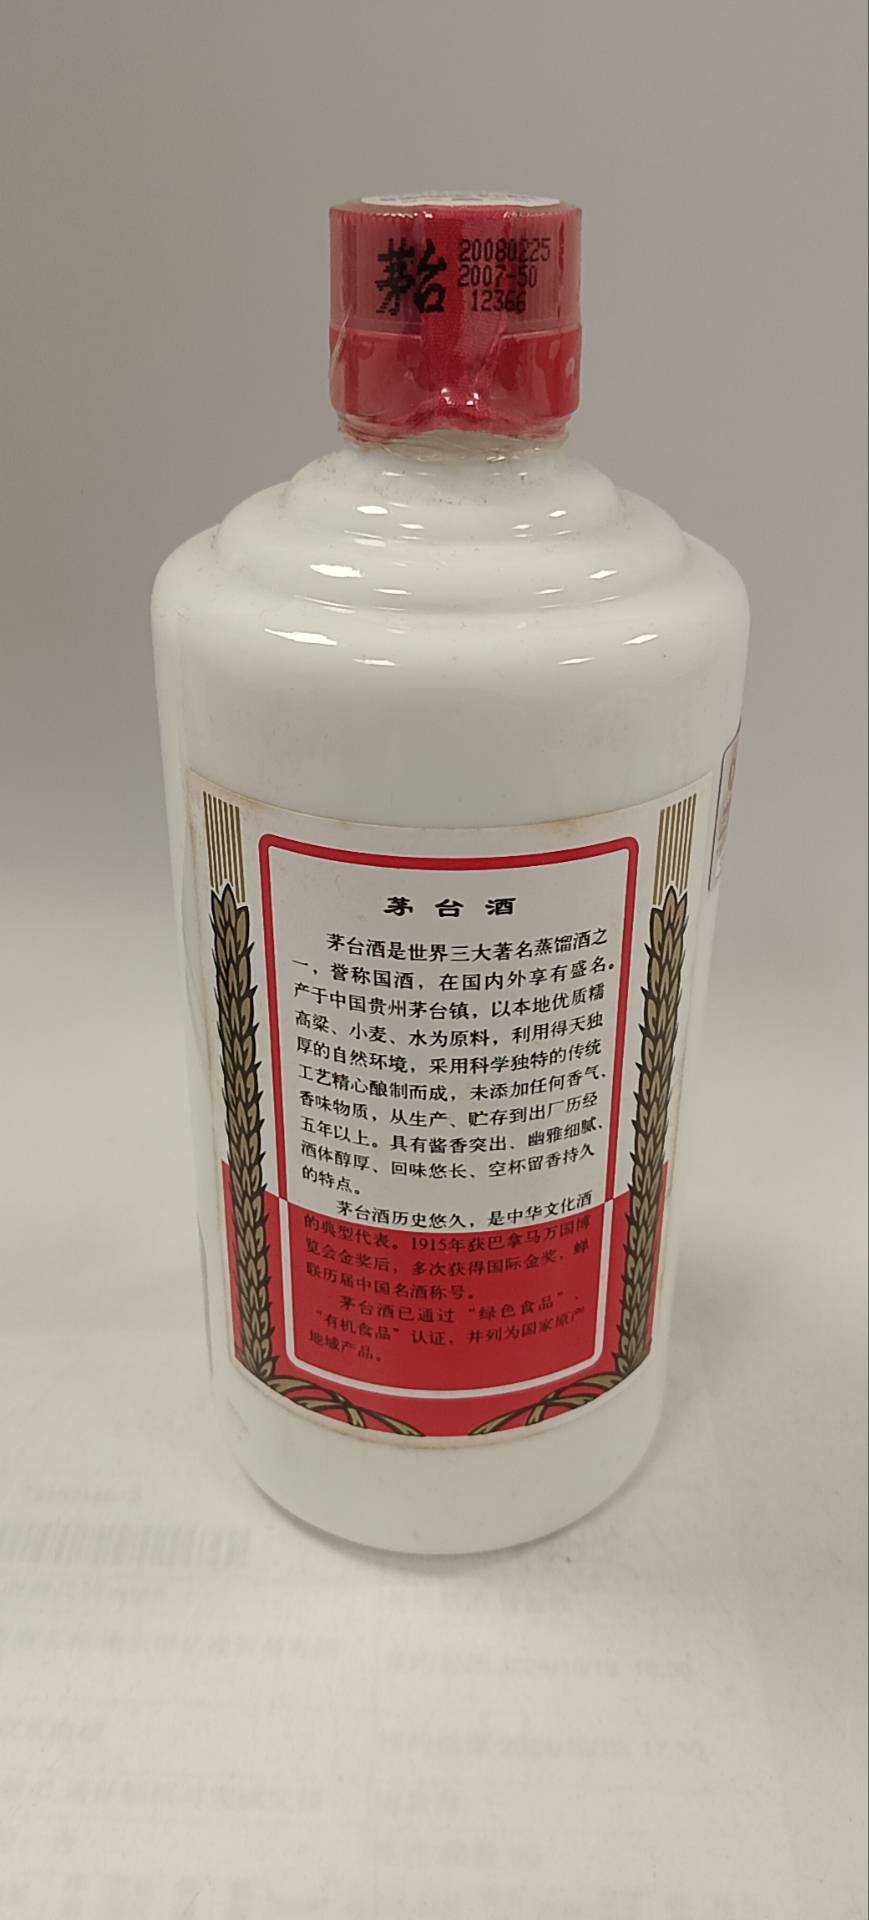 茅台
20080225
2007-50
12366
茅台酒
茅台酒是世界三大著名蒸馏酒之
一，誉称国酒，在国内外享有盛名。
产于中国贵州茅台镇，以本地优质糯
高粱、小麦、水为原料，利用得天独
厚的自然环境，采用科学独特的传统
工艺精心酿制而成，未添加任何香气、
香味物质，从生产、贮存到出厂历经
五年以上。具有酱香突出、幽雅细腻、
酒体醇厚、回味悠长、空杯留香持久
的特点。
茅台酒历史悠久，是中华文化酒
的典型代表。1915年获巴拿马万国博
览会金奖后，多次获得国际金奖，蝉
联历届中国名酒称号。
茅台酒已通过“绿色食品”、
“有机食品”认证，并列为国家原产
地域产品。